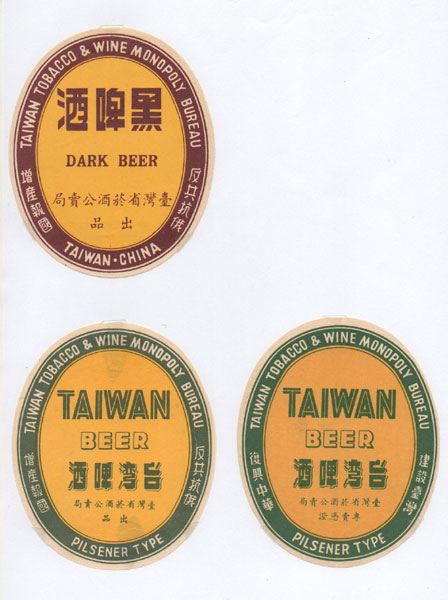 TAIWAN TOBACCO & WINE MONOPOLY BUREAU
黑啤酒
DARK BEER
臺灣省菸酒公賣局
出品
反共抗俄
增產報國
TAIWAN·CHINA
TAIWAN TOBACCO & WINE MONOPOLY BUREAU
TAIWAN
BEER
台湾啤酒
臺灣省菸酒公賣局
出品
反共抗俄
增產報國
PILSENER TYPE
TAIWAN TOBACCO & WINE MONOPOLY BUREAU
TAIWAN
BEER
台湾啤酒
臺灣省菸酒公賣局
專賣憑證
建設臺灣
復興中華
PILSENER TYPE